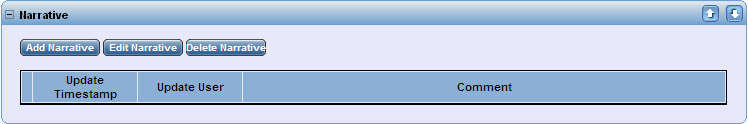 Narrative
Add Narrative Edit Narrative Delete Narrative
Update Timestamp Update User Comment